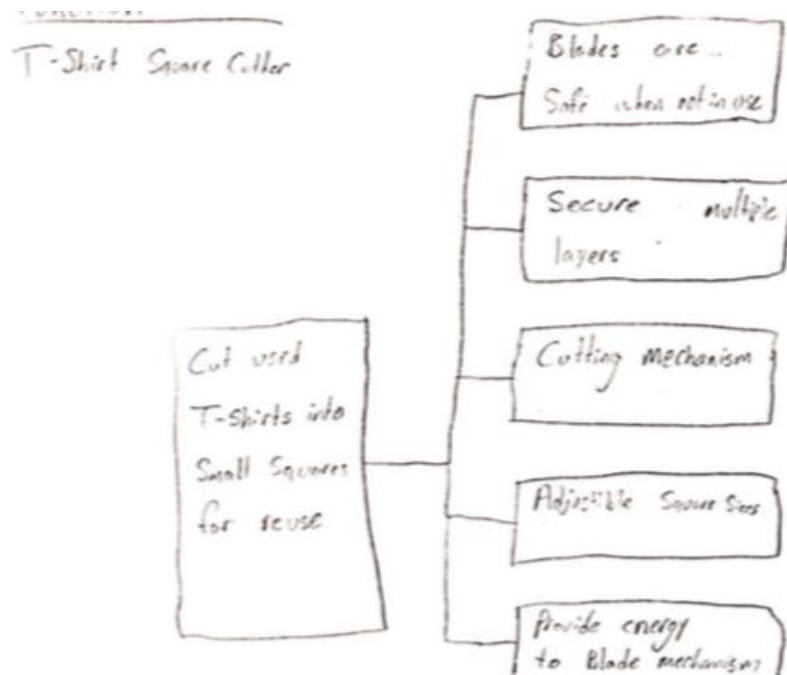 T-Shirt Square Cutter
Blades are
Safe when not in use
Secure multiple
layers
Cut used
T-Shirts into
Small Squares
for reuse
Cutting mechanism
Adjustible Square Sizes
Provide energy
to Blade mechanism